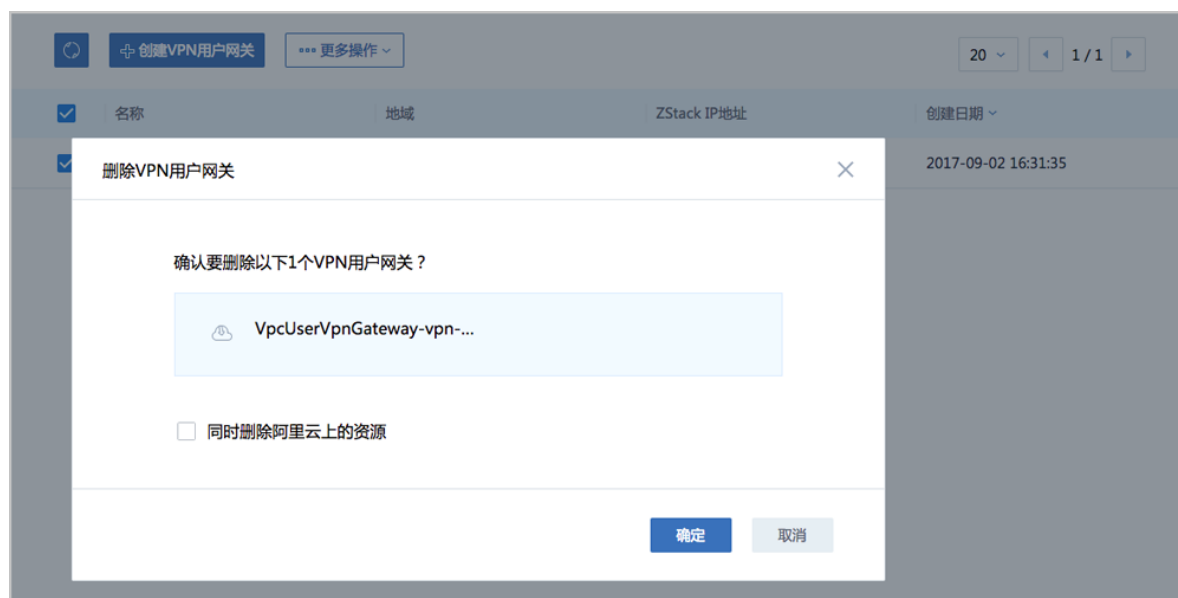 创建VPN用户网关 更多操作 20 1 / 1
名称 地域 ZStack IP地址 创建日期
2017-09-02 16:31:35
删除VPN用户网关
确认要删除以下1个VPN用户网关？
VpcUserVpnGateway-vpn-...
同时删除阿里云上的资源
确定 取消